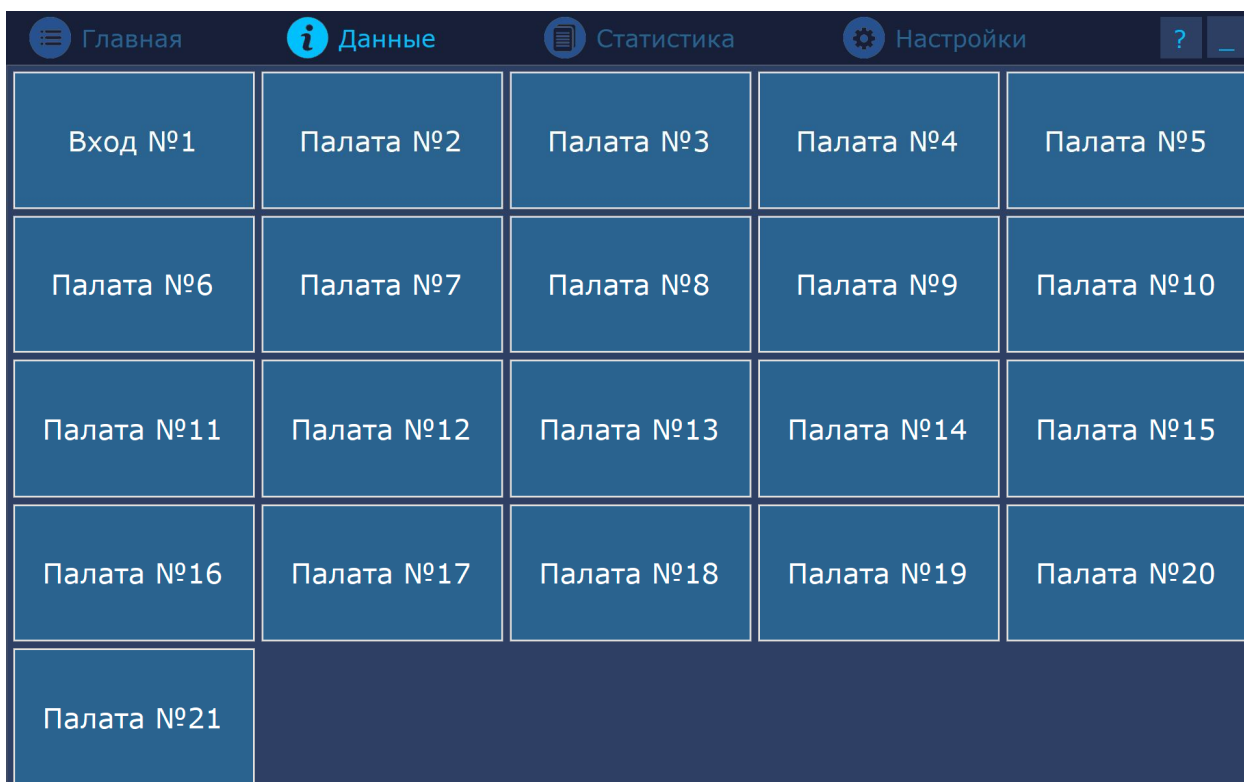 Главная Данные Статистика Настройки ? _
Вход №1 Палата №2 Палата №3 Палата №4 Палата №5
Палата №6 Палата №7 Палата №8 Палата №9 Палата №10
Палата №11 Палата №12 Палата №13 Палата №14 Палата №15
Палата №16 Палата №17 Палата №18 Палата №19 Палата №20
Палата №21